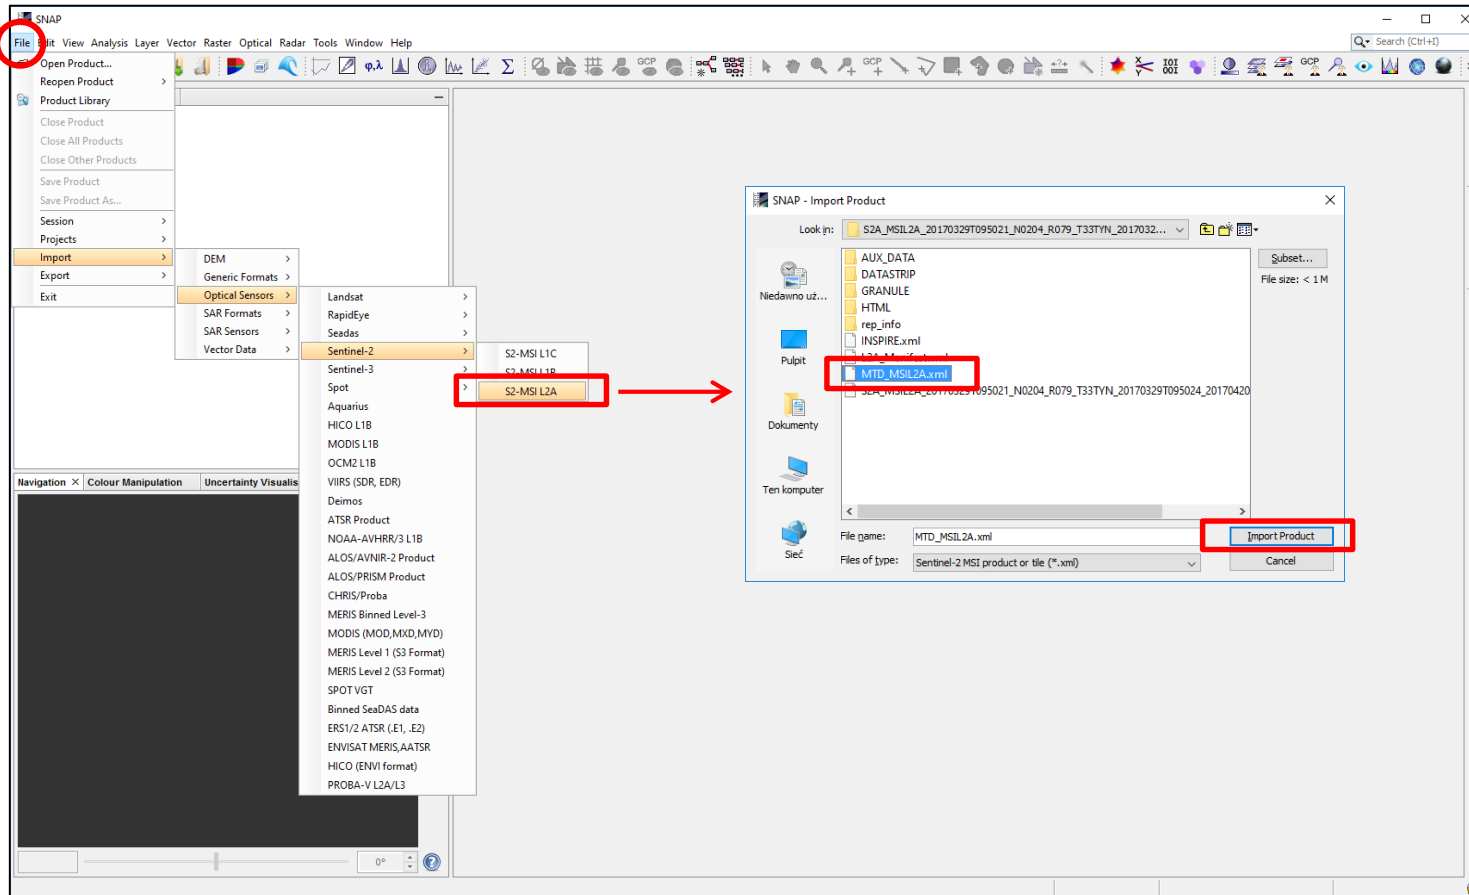 SNAP
File Edit View Analysis Layer Vector Raster Optical Radar Tools Window Help
Search (Ctrl+I)
Open Product...
Reopen Product
Product Library
Close Product
Close All Products
Close Other Products
Save Product
Save Product As...
Session
Projects
Import
Export
Exit
DEM
Generic Formats
Optical Sensors
SAR Formats
SAR Sensors
Vector Data
Landsat
RapidEye
Seadas
Sentinel-2
Sentinel-3
Spot
Aquarius
HICO L1B
MODIS L1B
OCM2 L1B
VIIRS (SDR, EDR)
Deimos
ATSR Product
NOAA-AVHRR/3 L1B
ALOS/AVNIR-2 Product
ALOS/PRISM Product
CHRIS/Proba
MERIS Binned Level-3
MODIS (MOD,MXD,MYD)
MERIS Level 1 (S3 Format)
MERIS Level 2 (S3 Format)
SPOT VGT
Binned SeaDAS data
ERS1/2 ATSR (.E1, .E2)
ENVISAT MERIS,AATSR
HICO (ENVI format)
PROBA-V L2A/L3
S2-MSI L1C
S2-MSI L1B
S2-MSI L2A
Navigation × Colour Manipulation Uncertainty Visualis
0°
SNAP - Import Product
Look in: S2A_MSIL2A_20170329T095021_N0204_R079_T33TYN_2017032...
Niedawno uż...
Pulpit
Dokumenty
Ten komputer
Sieć
AUX_DATA
DATASTRIP
GRANULE
HTML
rep_info
INSPIRE.xml
L2A_Manifest.xml
MTD_MSIL2A.xml
S2A_MSIL2A_20170329T095021_N0204_R079_T33TYN_20170329T095024_20170420
Subset...
File size: < 1 M
File name: MTD_MSIL2A.xml
Import Product
Files of type: Sentinel-2 MSI product or tile (*.xml)
Cancel